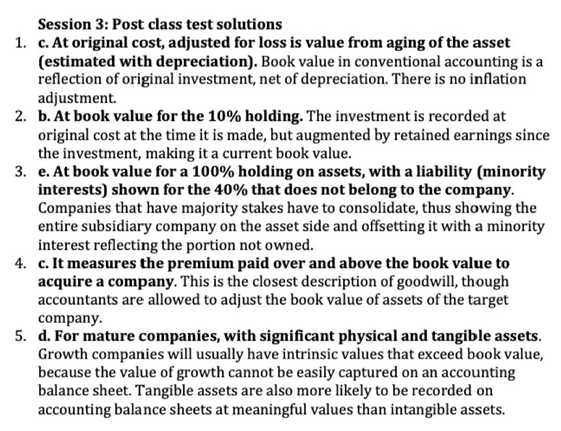 Session 3: Post class test solutions
1. c. At original cost, adjusted for loss is value from aging of the asset
(estimated with depreciation). Book value in conventional accounting is a
reflection of original investment, net of depreciation. There is no inflation
adjustment.
2. b. At book value for the 10% holding. The investment is recorded at
original cost at the time it is made, but augmented by retained earnings since
the investment, making it a current book value.
3. e. At book value for a 100% holding on assets, with a liability (minority
interests) shown for the 40% that does not belong to the company.
Companies that have majority stakes have to consolidate, thus showing the
entire subsidiary company on the asset side and offsetting it with a minority
interest reflecting the portion not owned.
4. c. It measures the premium paid over and above the book value to
acquire a company. This is the closest description of goodwill, though
accountants are allowed to adjust the book value of assets of the target
company.
5. d. For mature companies, with significant physical and tangible assets.
Growth companies will usually have intrinsic values that exceed book value,
because the value of growth cannot be easily captured on an accounting
balance sheet. Tangible assets are also more likely to be recorded on
accounting balance sheets at meaningful values than intangible assets.